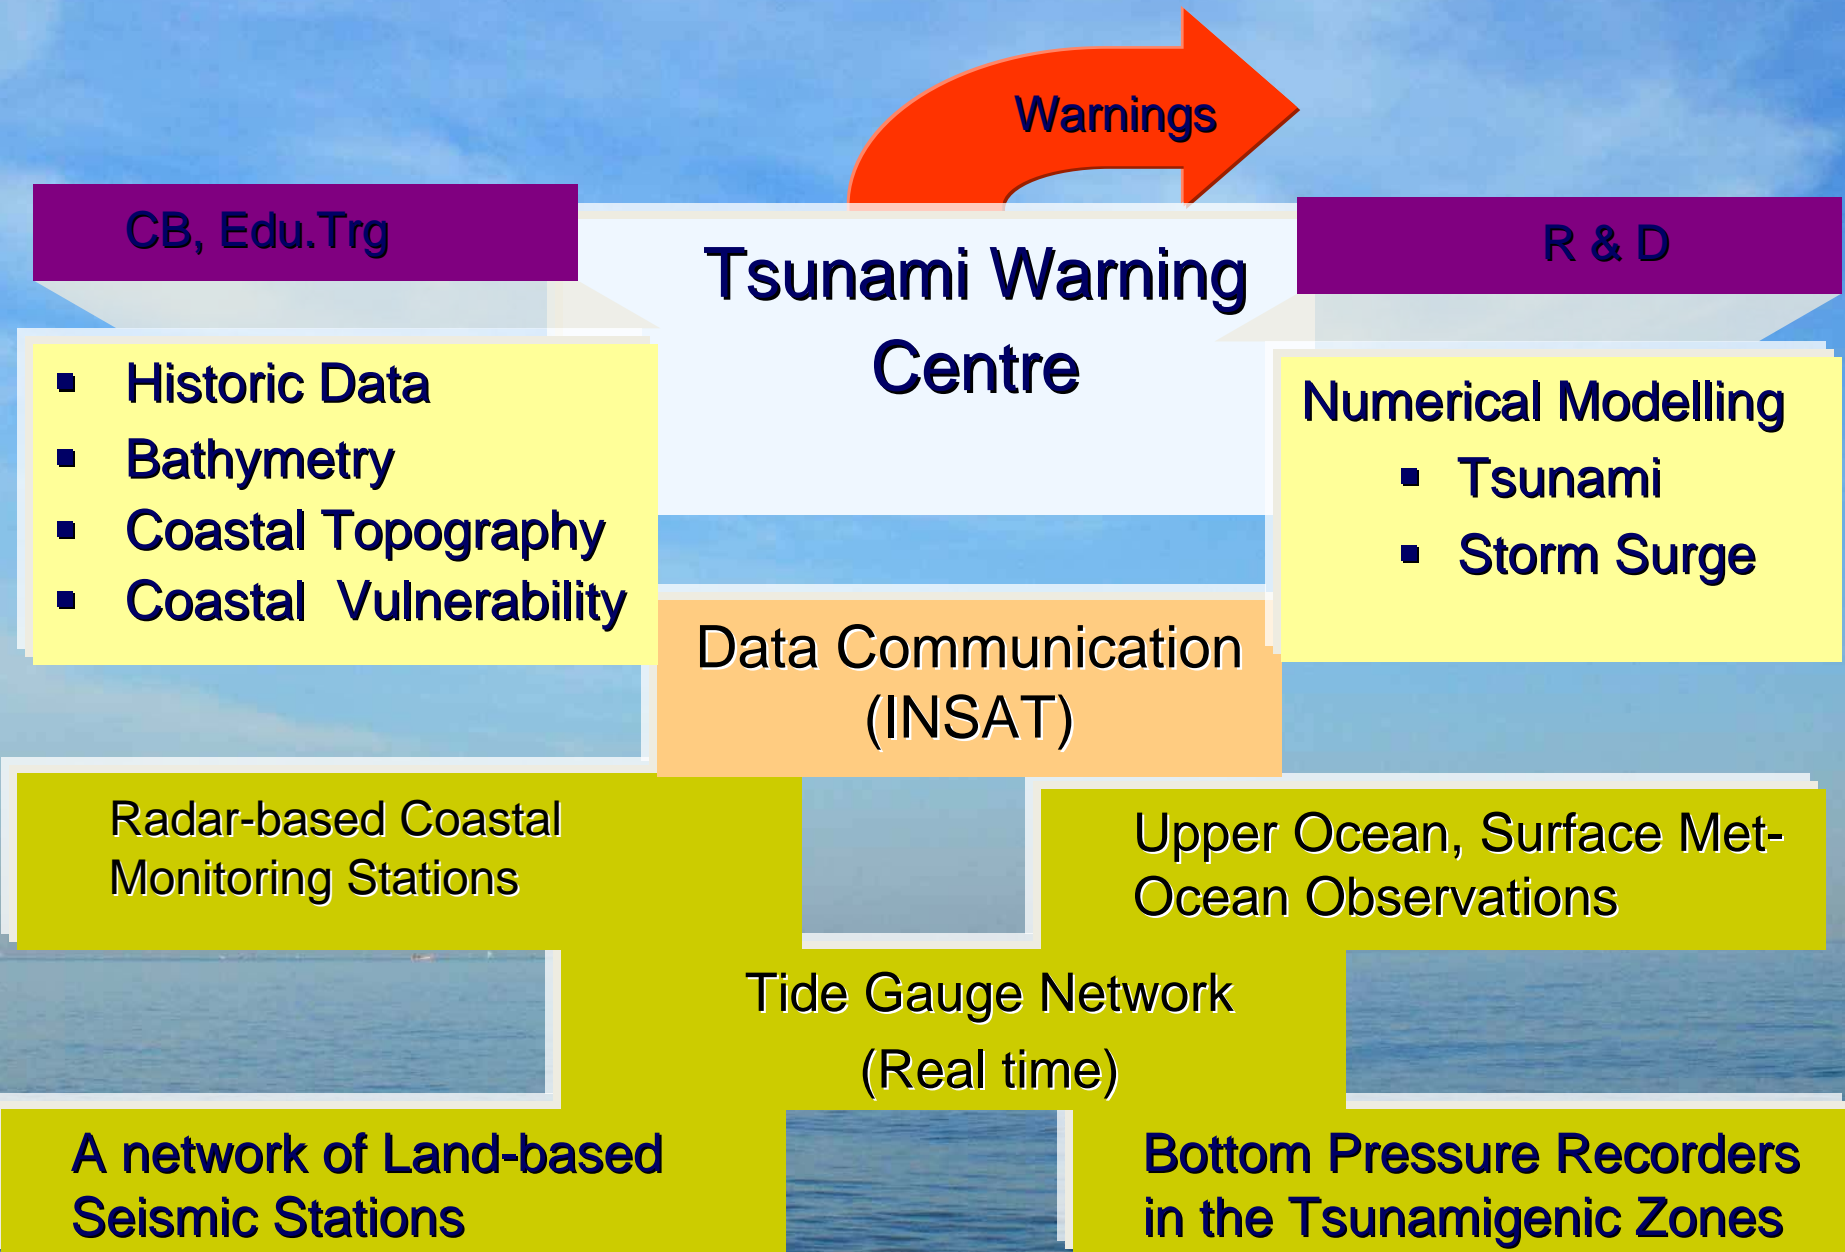 Warnings
CB, Edu.Trg
R & D
Tsunami Warning
Centre
▪ Historic Data
▪ Bathymetry
▪ Coastal Topography
▪ Coastal Vulnerability
Numerical Modelling
▪ Tsunami
▪ Storm Surge
Data Communication
(INSAT)
Radar-based Coastal
Monitoring Stations
Upper Ocean, Surface Met-
Ocean Observations
Tide Gauge Network
(Real time)
A network of Land-based
Seismic Stations
Bottom Pressure Recorders
in the Tsunamigenic Zones